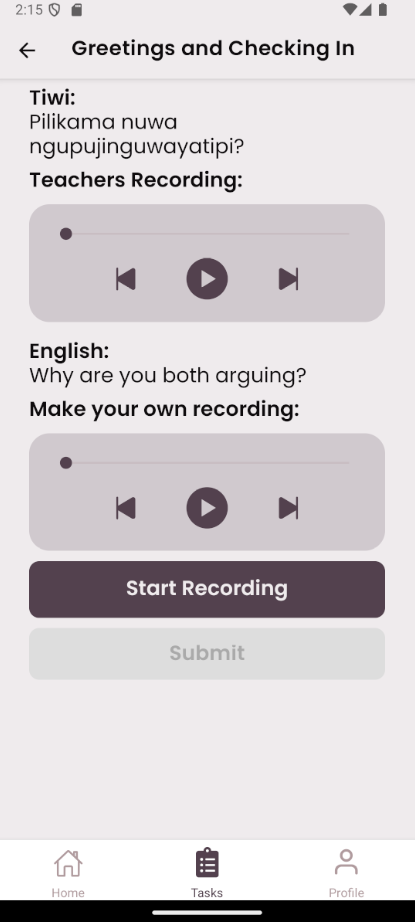 2:15
Greetings and Checking In
Tiwi:
Pilikama nuwa
ngupujinguwayatipi?
Teachers Recording:
English:
Why are you both arguing?
Make your own recording:
Start Recording
Submit
Home
Tasks
Profile